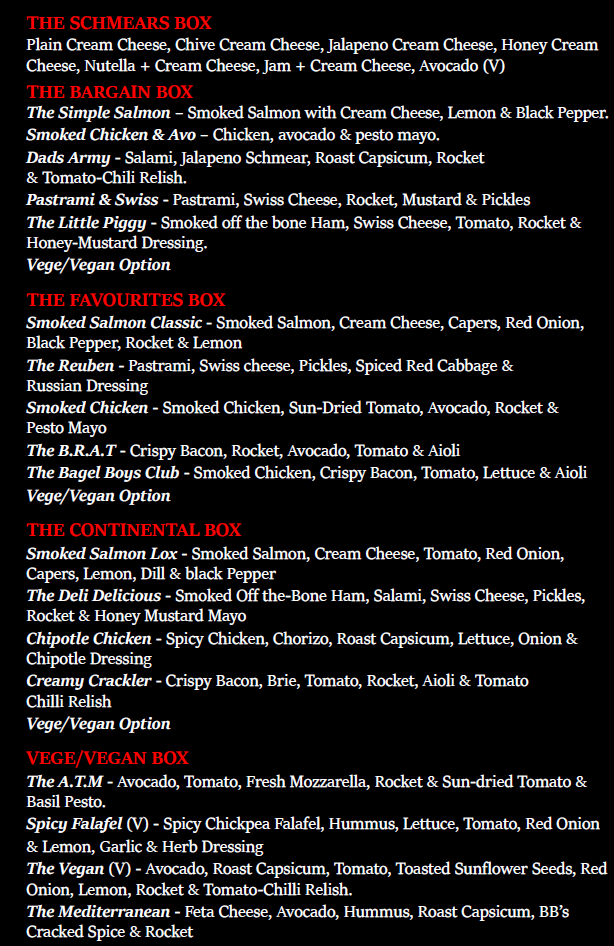 THE SCHMEARS BOX
Plain Cream Cheese, Chive Cream Cheese, Jalapeno Cream Cheese, Honey Cream
Cheese, Nutella + Cream Cheese, Jam + Cream Cheese, Avocado (V)
THE BARGAIN BOX
The Simple Salmon – Smoked Salmon with Cream Cheese, Lemon & Black Pepper.
Smoked Chicken & Avo – Chicken, avocado & pesto mayo.
Dads Army - Salami, Jalapeno Schmear, Roast Capsicum, Rocket
& Tomato-Chili Relish.
Pastrami & Swiss - Pastrami, Swiss Cheese, Rocket, Mustard & Pickles
The Little Piggy - Smoked off the bone Ham, Swiss Cheese, Tomato, Rocket &
Honey-Mustard Dressing.
Vege/Vegan Option
THE FAVOURITES BOX
Smoked Salmon Classic - Smoked Salmon, Cream Cheese, Capers, Red Onion,
Black Pepper, Rocket & Lemon
The Reuben - Pastrami, Swiss cheese, Pickles, Spiced Red Cabbage &
Russian Dressing
Smoked Chicken - Smoked Chicken, Sun-Dried Tomato, Avocado, Rocket &
Pesto Mayo
The B.R.A.T - Crispy Bacon, Rocket, Avocado, Tomato & Aioli
The Bagel Boys Club - Smoked Chicken, Crispy Bacon, Tomato, Lettuce & Aioli
Vege/Vegan Option
THE CONTINENTAL BOX
Smoked Salmon Lox - Smoked Salmon, Cream Cheese, Tomato, Red Onion,
Capers, Lemon, Dill & black Pepper
The Deli Delicious - Smoked Off the-Bone Ham, Salami, Swiss Cheese, Pickles,
Rocket & Honey Mustard Mayo
Chipotle Chicken - Spicy Chicken, Chorizo, Roast Capsicum, Lettuce, Onion &
Chipotle Dressing
Creamy Crackler - Crispy Bacon, Brie, Tomato, Rocket, Aioli & Tomato
Chilli Relish
Vege/Vegan Option
VEGE/VEGAN BOX
The A.T.M - Avocado, Tomato, Fresh Mozzarella, Rocket & Sun-dried Tomato &
Basil Pesto.
Spicy Falafel (V) - Spicy Chickpea Falafel, Hummus, Lettuce, Tomato, Red Onion
& Lemon, Garlic & Herb Dressing
The Vegan (V) - Avocado, Roast Capsicum, Tomato, Toasted Sunflower Seeds, Red
Onion, Lemon, Rocket & Tomato-Chilli Relish.
The Mediterranean - Feta Cheese, Avocado, Hummus, Roast Capsicum, BB's
Cracked Spice & Rocket